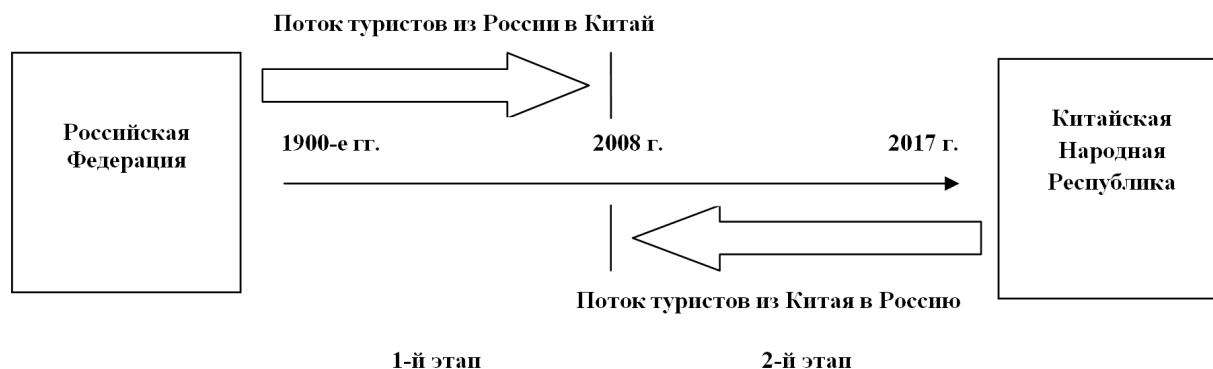 Поток туристов из России в Китай
Российская
Федерация
1900-е гг.
2008 г.
2017 г.
Китайская
Народная
Республика
Поток туристов из Китая в Россию
1-й этап
2-й этап